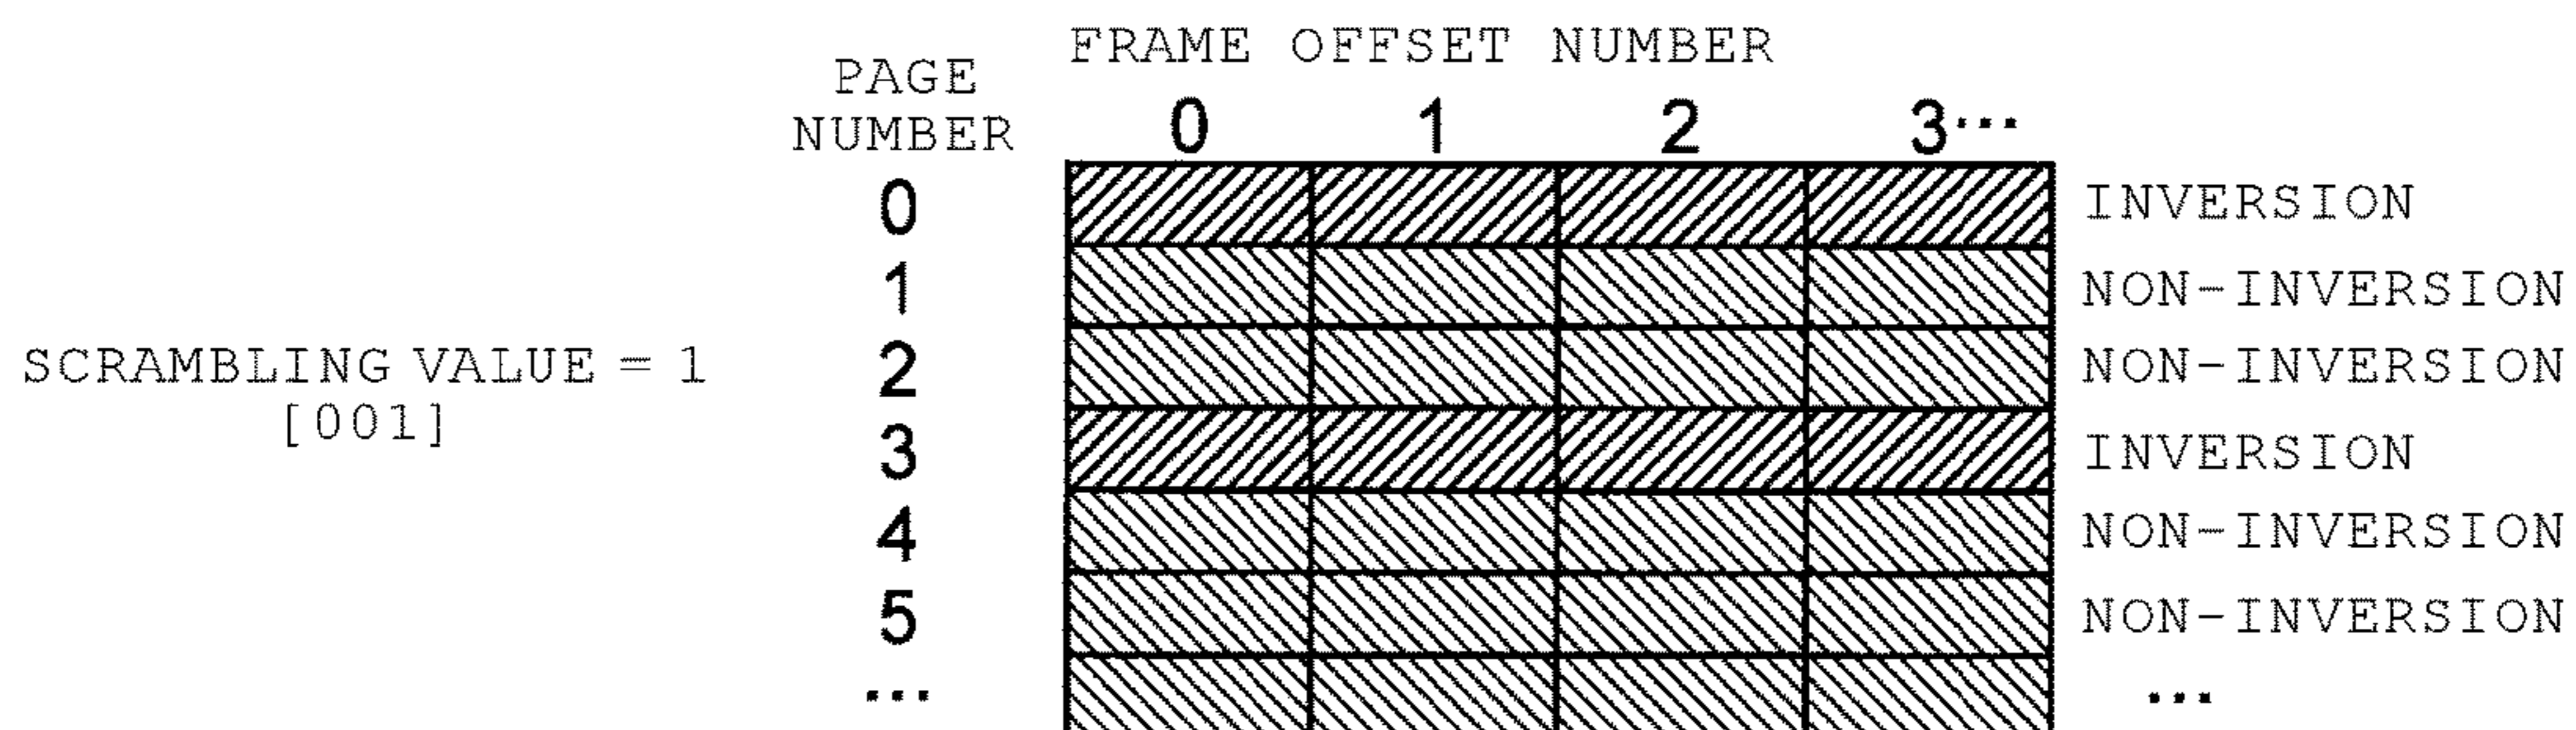 FRAME OFFSET NUMBER
PAGE
NUMBER
0 1 2 3...
0 INVERSION
1 NON-INVERSION
2 NON-INVERSION
SCRAMBLING VALUE = 1
[001]
3 INVERSION
4 NON-INVERSION
5 NON-INVERSION
... ...